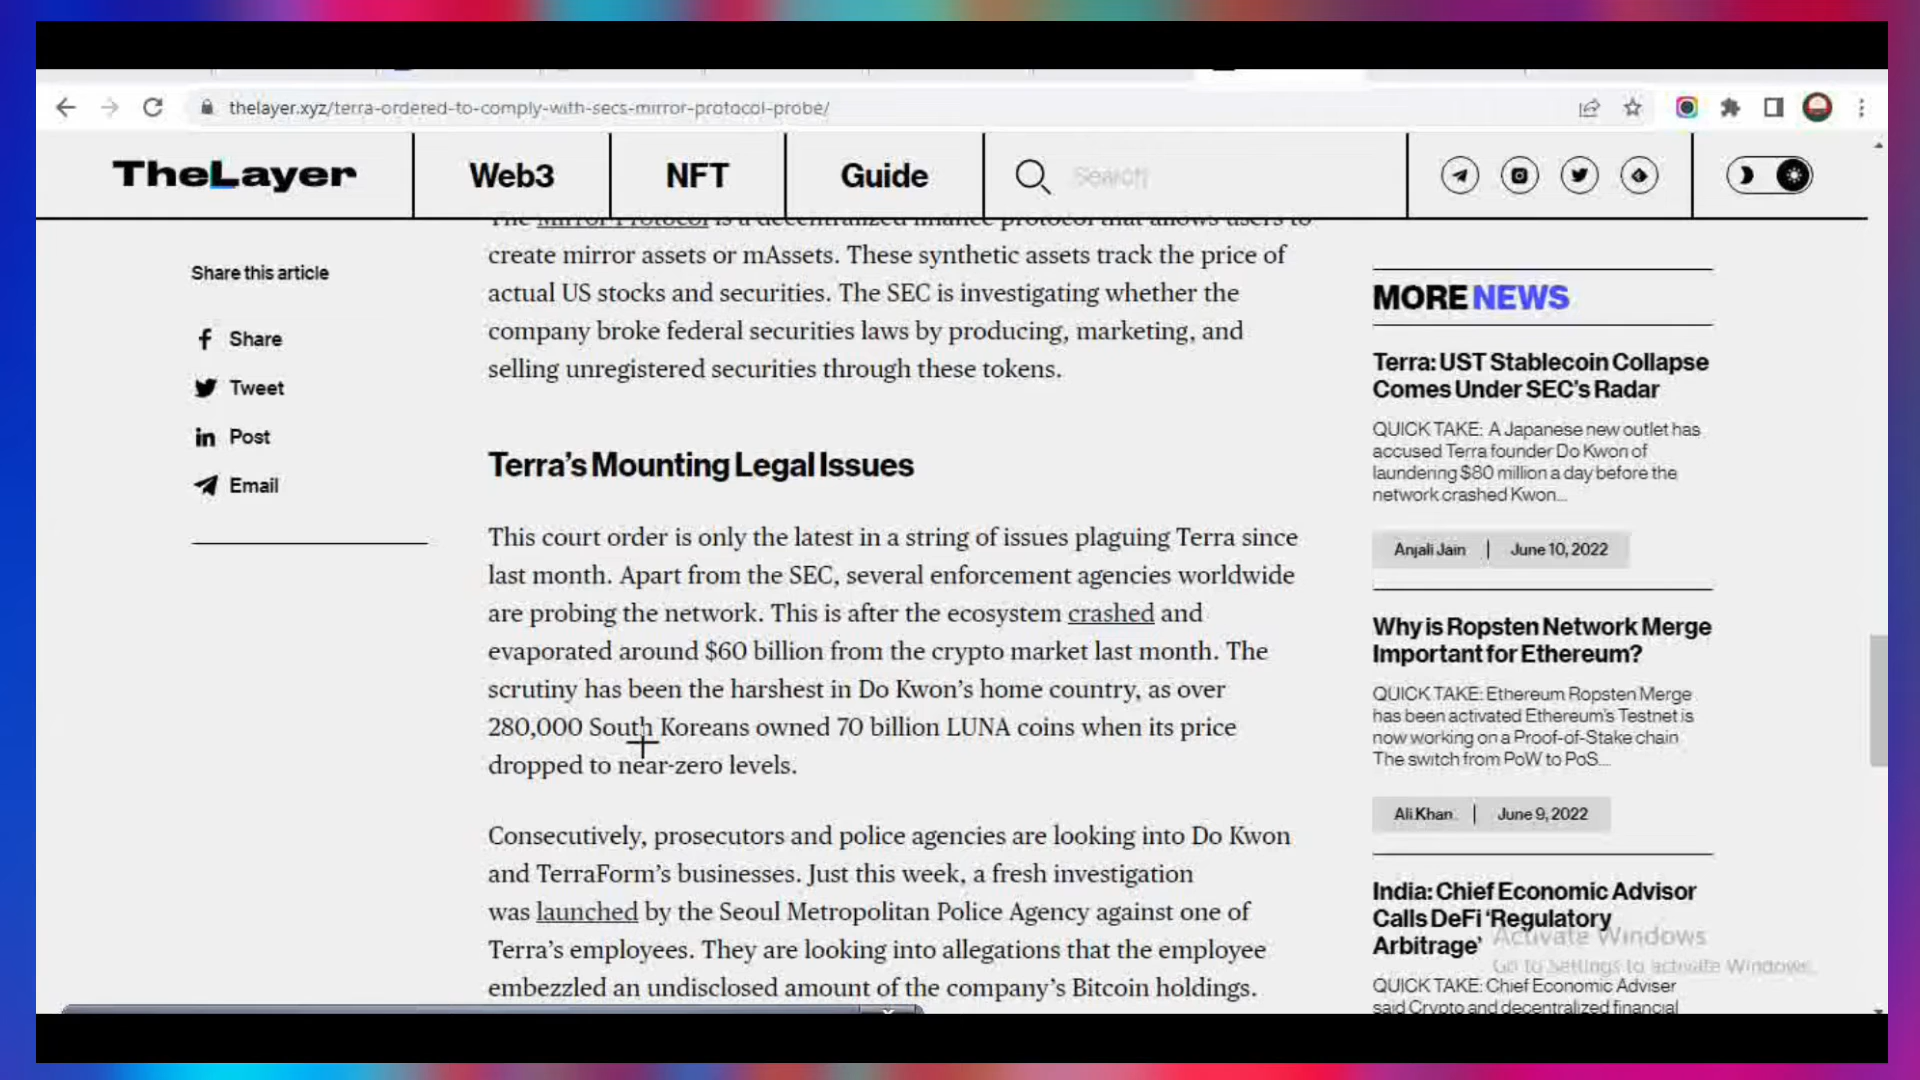 thelayer.xyz/terra-ordered-to-comply-with-secs-mirror-protocol-probe/
TheLayer
Web3
NFT
Guide
Search
The Mirror Protocol is a decentralized finance protocol that allows users to
create mirror assets or mAssets. These synthetic assets track the price of
actual US stocks and securities. The SEC is investigating whether the
company broke federal securities laws by producing, marketing, and
selling unregistered securities through these tokens.
Share this article
Share
Tweet
in Post
Email
Terra's Mounting Legal Issues
This court order is only the latest in a string of issues plaguing Terra since
last month. Apart from the SEC, several enforcement agencies worldwide
are probing the network. This is after the ecosystem crashed and
evaporated around $60 billion from the crypto market last month. The
scrutiny has been the harshest in Do Kwon's home country, as over
280,000 South Koreans owned 70 billion LUNA coins when its price
dropped to near-zero levels.
Consecutively, prosecutors and police agencies are looking into Do Kwon
and TerraForm's businesses. Just this week, a fresh investigation
was launched by the Seoul Metropolitan Police Agency against one of
Terra's employees. They are looking into allegations that the employee
embezzled an undisclosed amount of the company's Bitcoin holdings.
MORE NEWS
Terra: UST Stablecoin Collapse
Comes Under SEC's Radar
QUICK TAKE: A Japanese new outlet has
accused Terra founder Do Kwon of
laundering $80 million a day before the
network crashed Kwon...
Anjali Jain | June 10, 2022
Why is Ropsten Network Merge
Important for Ethereum?
QUICK TAKE: Ethereum Ropsten Merge
has been activated Ethereum's Testnet is
now working on a Proof-of-Stake chain
The switch from PoW to PoS...
Ali Khan | June 9, 2022
India: Chief Economic Advisor
Calls DeFi 'Regulatory
Arbitrage'
QUICK TAKE: Chief Economic Adviser
said Crypto and decentralized financial
Activate Windows
Go to Settings to activate Windows.